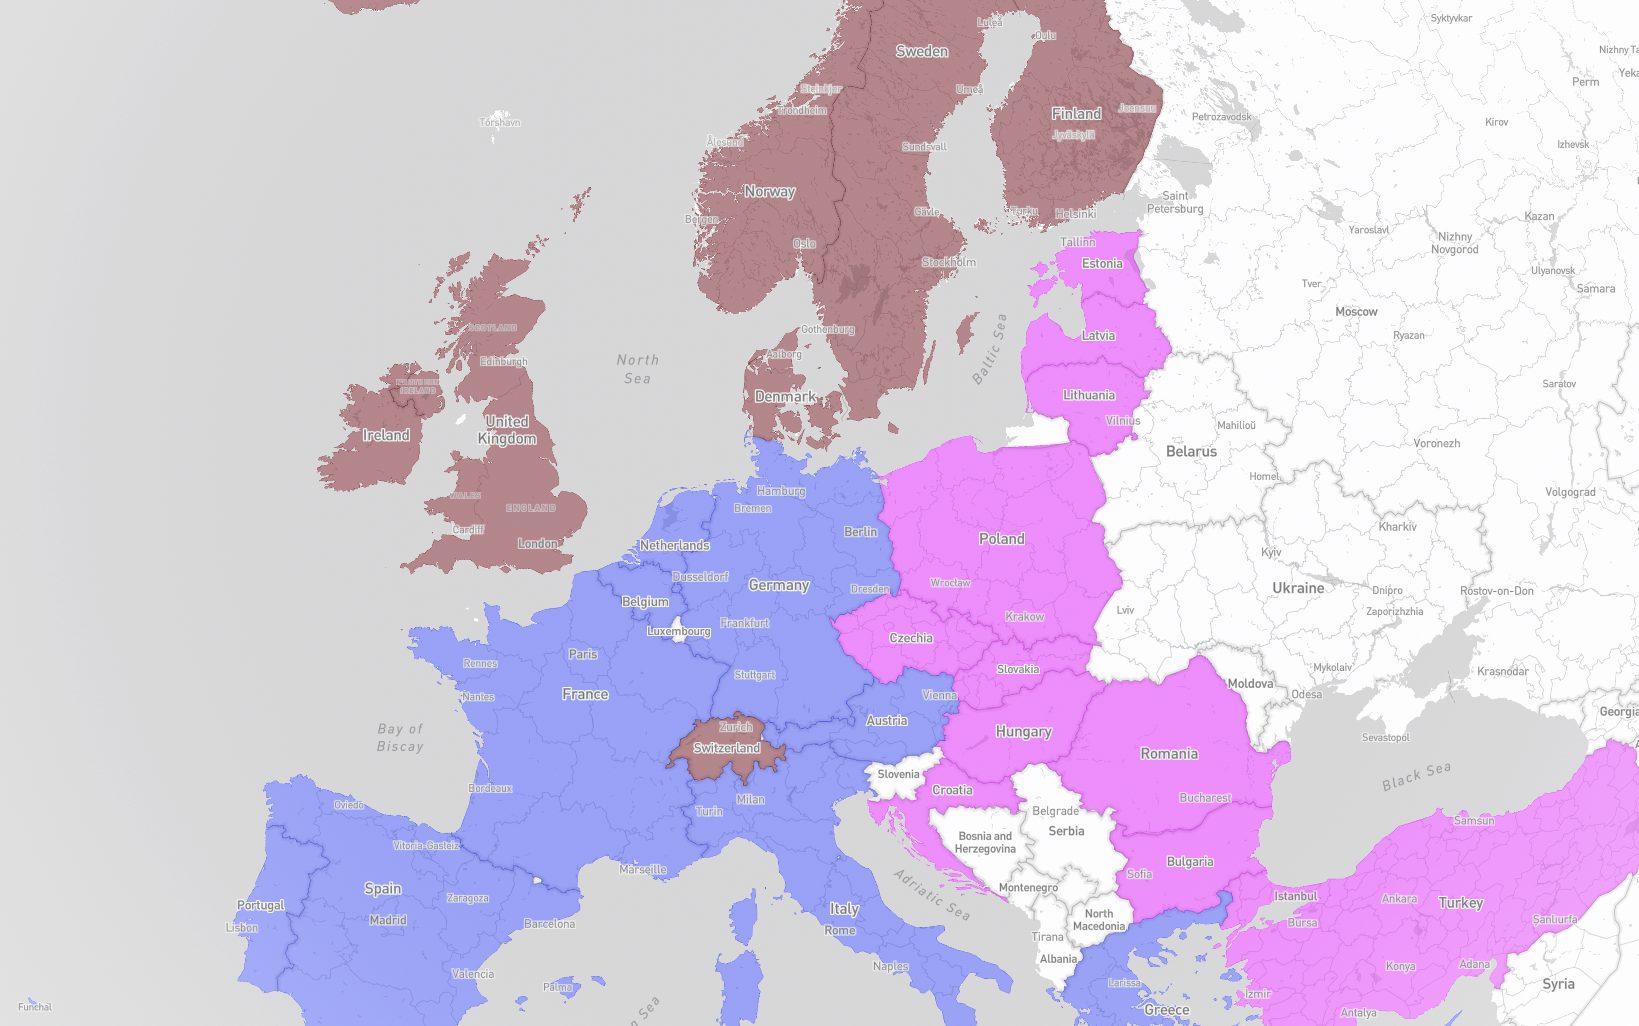 Luleå
Oulu
Syktyvkar
Sweden
Nizhny Ta
Yeka
Perm
Steinkjer
Umeå
Trondheim
Joensuu
Finland
Petrozavodsk
Tórshavn
Kirov
Jyväskylä
Ålesund
Sundsvall
Izhevsk
Norway
Saint
Petersburg
Bergen
Gävle
Turku
Helsinki
Kazan
Yaroslavl
Oslo
Tallinn
Nizhny
Novgorod
Stockholm
Estonia
Ulyanovsk
Tver
Samara
Moscow
SCOTLAND
Gothenburg
Baltic Sea
Latvia
Ryazan
North
Sea
Edinburgh
Aalborg
NORTHERN
IRELAND
Saratov
Denmark
Lithuania
United
Kingdom
Vilnius
Mahilioŭ
Ireland
Voronezh
Belarus
Homel
WALES
Hamburg
Volgograd
ENGLAND
Bremen
Cardiff
London
Berlin
Kharkiv
Netherlands
Poland
Kyiv
Dusseldorf
Germany
Wrocław
Dresden
Ukraine
Dnipro
Rostov-on-Don
Belgium
Lviv
Zaporizhzhia
Krakow
Frankfurt
Luxembourg
Czechia
Paris
Rennes
Slovakia
Mykolaiv
Krasnodar
Stuttgart
Moldova
France
Nantes
Vienna
Odesa
Georgia
Austria
Zurich
Bay of
Biscay
Hungary
Sevastopol
Switzerland
Romania
Slovenia
Black Sea
Bordeaux
Croatia
Milan
Bucharest
Oviedo
Turin
Belgrade
Samsun
Serbia
Bosnia and
Herzegovina
Vitoria-Gasteiz
Bulgaria
Marseille
Sofia
Spain
Adriatic Sea
Montenegro
Zaragoza
Istanbul
Ankara
Turkey
Portugal
Italy
North
Macedonia
Madrid
Şanlıurfa
Lisbon
Barcelona
Rome
Bursa
Tirana
Albania
Naples
Konya
Adana
Valencia
Larissa
Syria
Palma
İzmir
Funchal
n Sea
Greece
Antalya